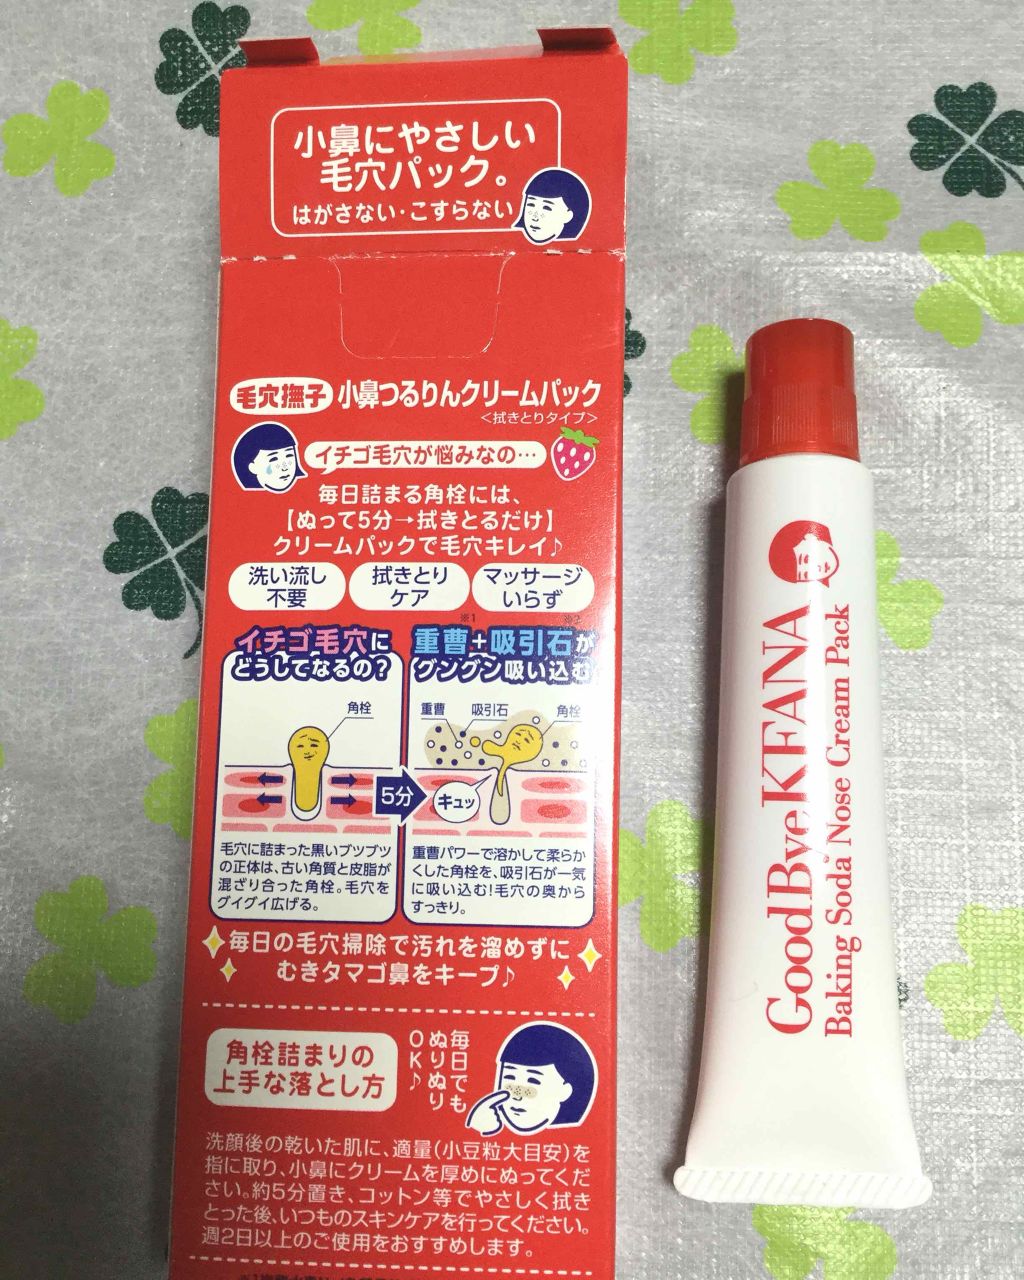 小鼻にやさしい
毛穴パック。
はがさない・こすらない
毛穴撫子 小鼻つるりんクリームパック
<拭きとりタイプ>
イチゴ毛穴が悩みなの…
毎日詰まる角栓には、
【ぬって5分→拭きとるだけ】
クリームパックで毛穴キレイ♪
洗い流し
不要
拭きとり
ケア
マッサージ
いらず
イチゴ毛穴に
どうしてなるの?
角栓
毛穴に詰まった黒いブツブツ
の正体は、古い角質と皮脂が
混ざり合った角栓。毛穴を
グイグイ広げる。
5分
※1
※2
重曹+吸引石が
グングン吸い込む
重曹 吸引石 角栓
キュッ
重曹パワーで溶かして柔らか
くした角栓を、吸引石が一気
に吸い込む!毛穴の奥から
すっきり。
毎日の毛穴掃除で汚れを溜めずに
むきタマゴ鼻をキープ♪
角栓詰まりの
上手な落とし方
毎日でも
ぬりぬり
OK♪
洗顔後の乾いた肌に、適量(小豆粒大目安)を
指に取り、小鼻にクリームを厚めにぬってくだ
さい。約5分置き、コットン等でやさしく拭き
とった後、いつものスキンケアを行ってください。
週2日以上のご使用をおすすめします。
GoodBye KEANA
Baking Soda Nose Cream Pack